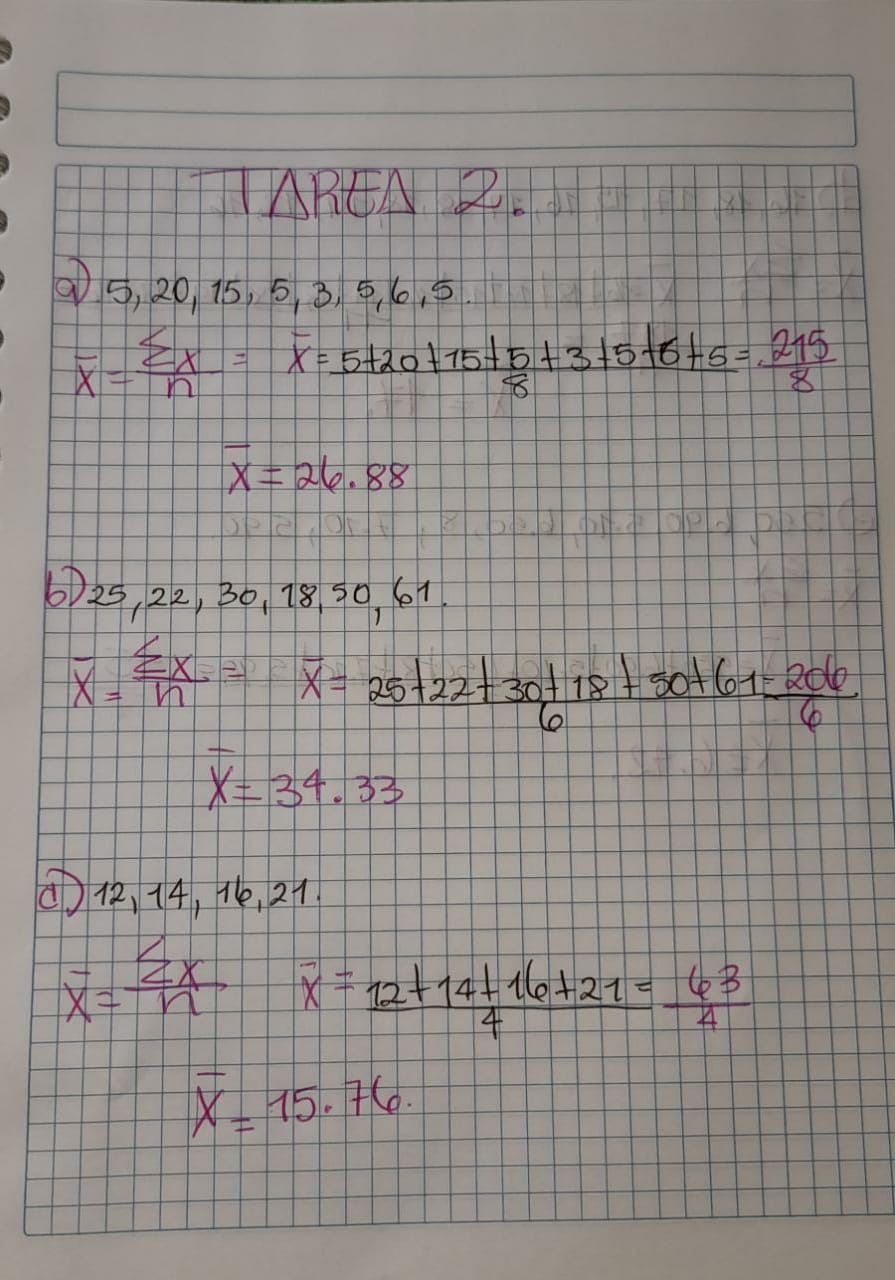 TAREA 2.
a) 5, 20, 15, 5, 3, 5, 6, 5.
x̄ = Σx/n = x̄ = 5+20+15+5+3+5+6+5/8 = 215/8
x̄ = 26.88
b) 25, 22, 30, 18, 50, 61.
x̄ = Σx/n = x̄ = 25+22+30+18+50+61/6 = 206/6
x̄ = 34.33
c) 12, 14, 16, 21.
x̄ = Σx/n x̄ = 12+14+16+21/4 = 63/4
x̄ = 15.76.